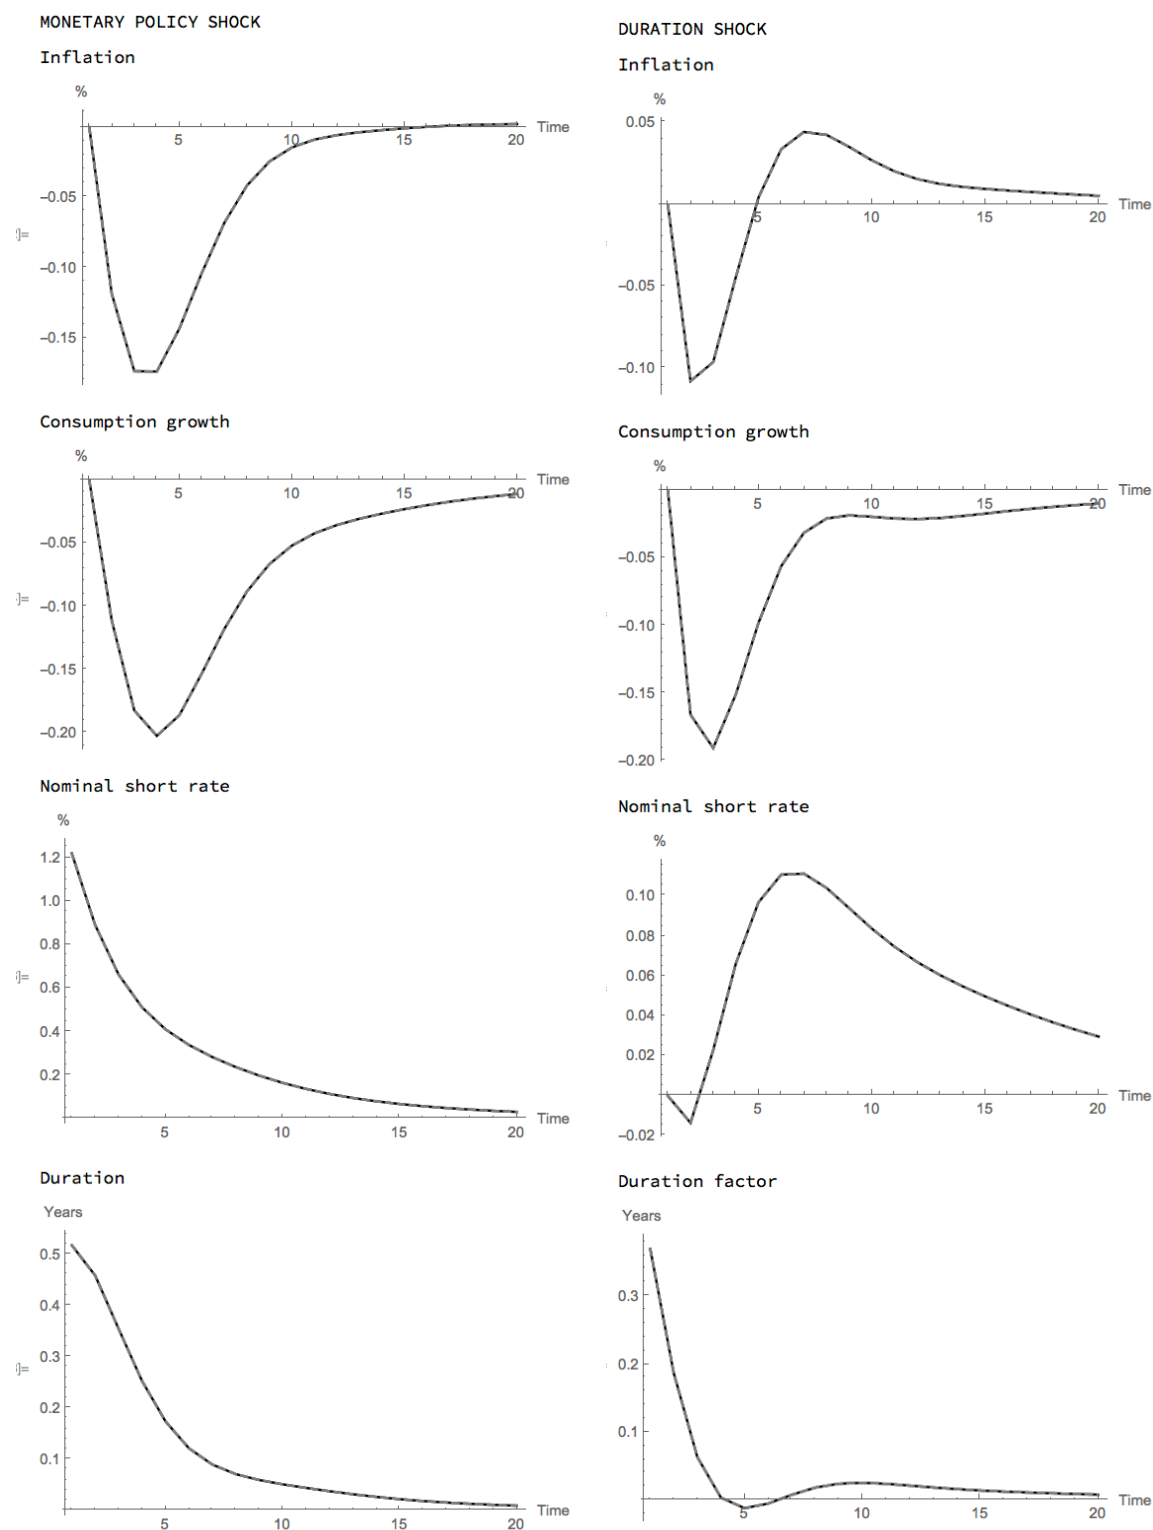 MONETARY POLICY SHOCK
Inflation
%
5 10 15 20 Time
-0.05
]=
-0.10
-0.15
Consumption growth
%
5 10 15 20 Time
-0.05
]=
-0.10
-0.15
-0.20
Nominal short rate
%
1.2
1.0
0.8
]=
0.6
0.4
0.2
5 10 15 20 Time
Duration
Years
0.5
0.4
0.3
]=
0.2
0.1
5 10 15 20 Time
DURATION SHOCK
Inflation
%
0.05
5 10 15 20 Time
-0.05
-0.10
Consumption growth
%
5 10 15 20 Time
-0.05
-0.10
-0.15
-0.20
Nominal short rate
%
0.10
0.08
0.06
0.04
0.02
5 10 15 20 Time
-0.02
Duration factor
Years
0.3
0.2
0.1
5 10 15 20 Time